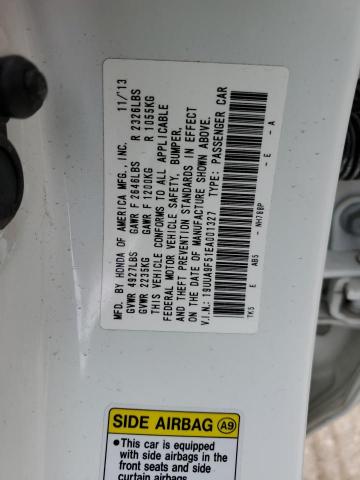 MFD. BY HONDA OF AMERICA MFG., INC. 11/13
GVWR 4927LBS GAWR F 2646LBS R 2326LBS
GVWR 2235KG GAWR F 1200KG R 1055KG
THIS VEHICLE CONFORMS TO ALL APPLICABLE
FEDERAL MOTOR VEHICLE SAFETY, BUMPER,
AND THEFT PREVENTION STANDARDS IN EFFECT
ON THE DATE OF MANUFACTURE SHOWN ABOVE.
V.I.N.: 19UUA9F51EA001327 TYPE: PASSENGER CAR
TK5 E AB5 NH788P E - A
SIDE AIRBAG A9
• This car is equipped
with side airbags in the
front seats and side
curtain airbags.